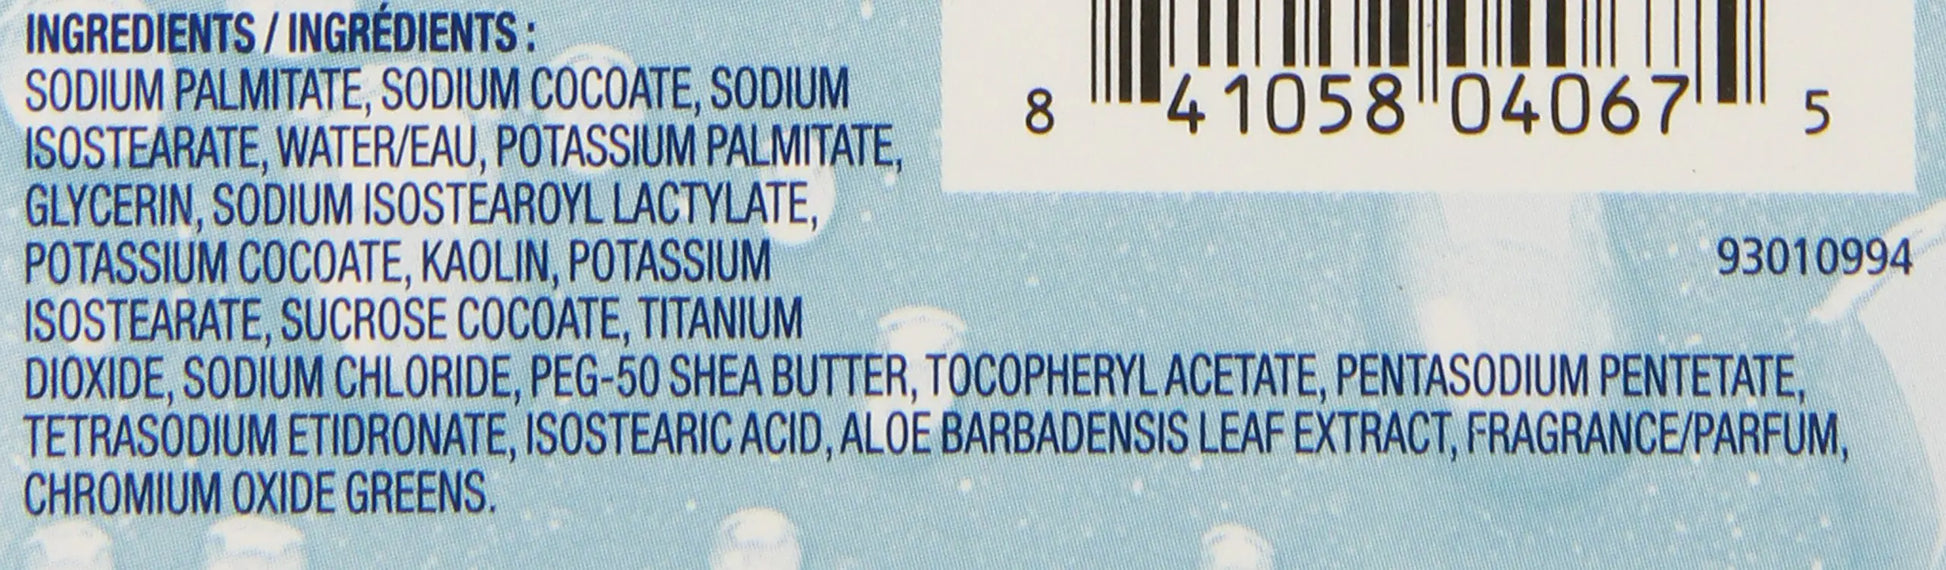 INGREDIENTS / INGRÉDIENTS :
SODIUM PALMITATE, SODIUM COCOATE, SODIUM
ISOSTEARATE, WATER/EAU, POTASSIUM PALMITATE,
GLYCERIN, SODIUM ISOSTEAROYL LACTYLATE,
POTASSIUM COCOATE, KAOLIN, POTASSIUM
ISOSTEARATE, SUCROSE COCOATE, TITANIUM
DIOXIDE, SODIUM CHLORIDE, PEG-50 SHEA BUTTER, TOCOPHERYL ACETATE, PENTASODIUM PENTETATE,
TETRASODIUM ETIDRONATE, ISOSTEARIC ACID, ALOE BARBADENSIS LEAF EXTRACT, FRAGRANCE/PARFUM,
CHROMIUM OXIDE GREENS.
8 41058 04067 5
93010994